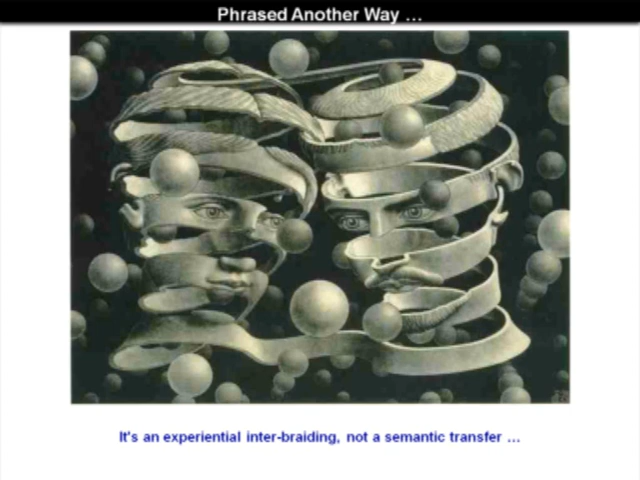 Phrased Another Way …
It's an experiential inter-braiding, not a semantic transfer …